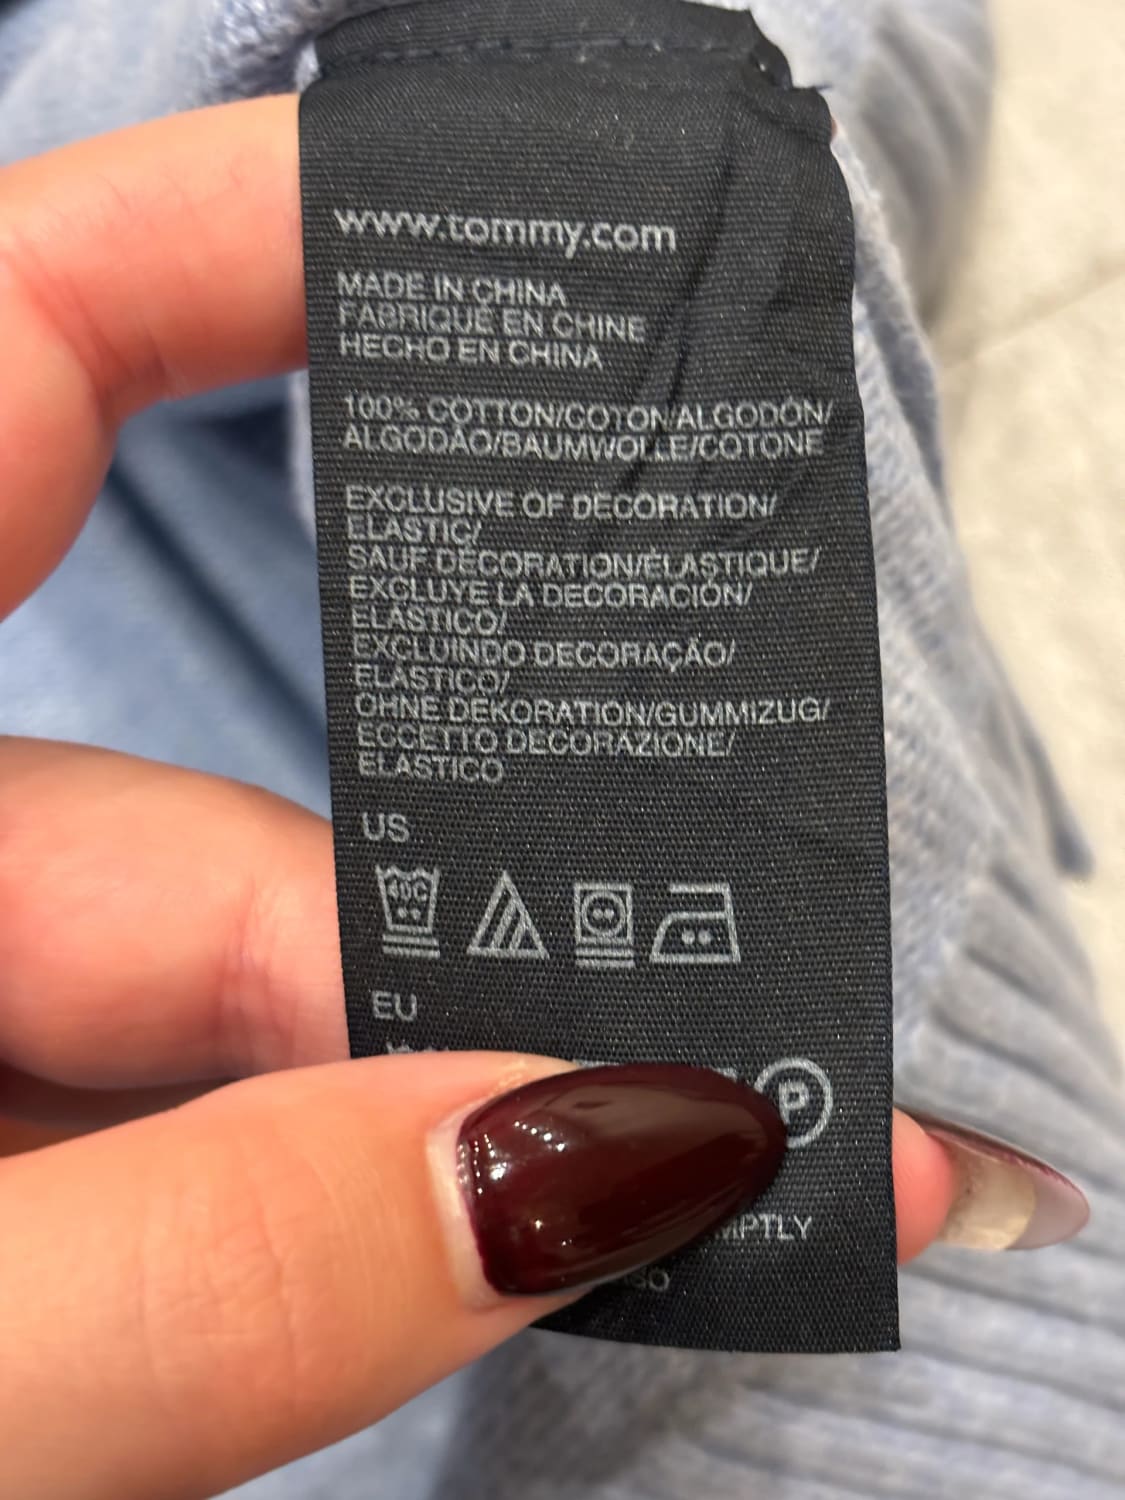 www.tommy.com
MADE IN CHINA
FABRIQUÉ EN CHINE
HECHO EN CHINA
100% COTTON/COTON/ALGODÓN/
ALGODÃO/BAUMWOLLE/COTONE
EXCLUSIVE OF DECORATION/
ELASTIC/
SAUF DÉCORATION/ÉLASTIQUE/
EXCLUYE LA DECORACIÓN/
ELÁSTICO/
EXCLUINDO DECORAÇÃO/
ELÁSTICO/
OHNE DEKORATION/GUMMIZUG/
ECCETTO DECORAZIONE/
ELASTICO
US
40C
EU
P